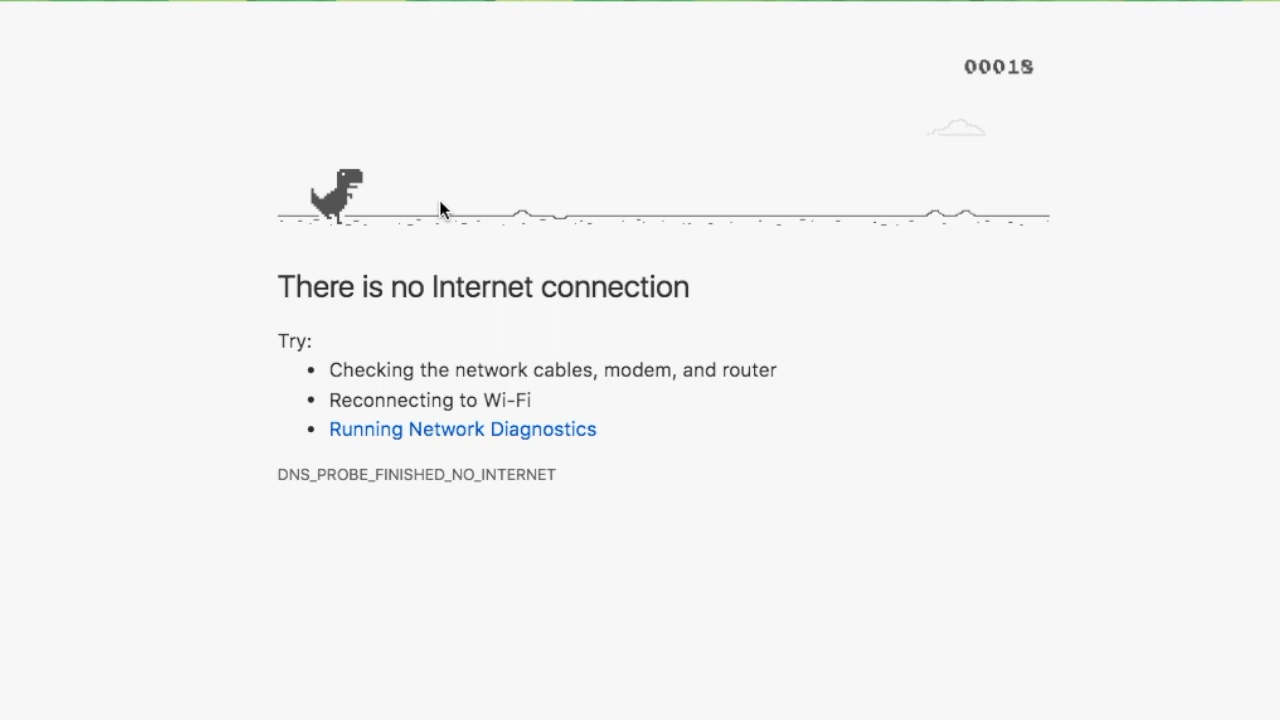 00018
There is no Internet connection
Try:
• Checking the network cables, modem, and router
• Reconnecting to Wi-Fi
• Running Network Diagnostics
DNS_PROBE_FINISHED_NO_INTERNET